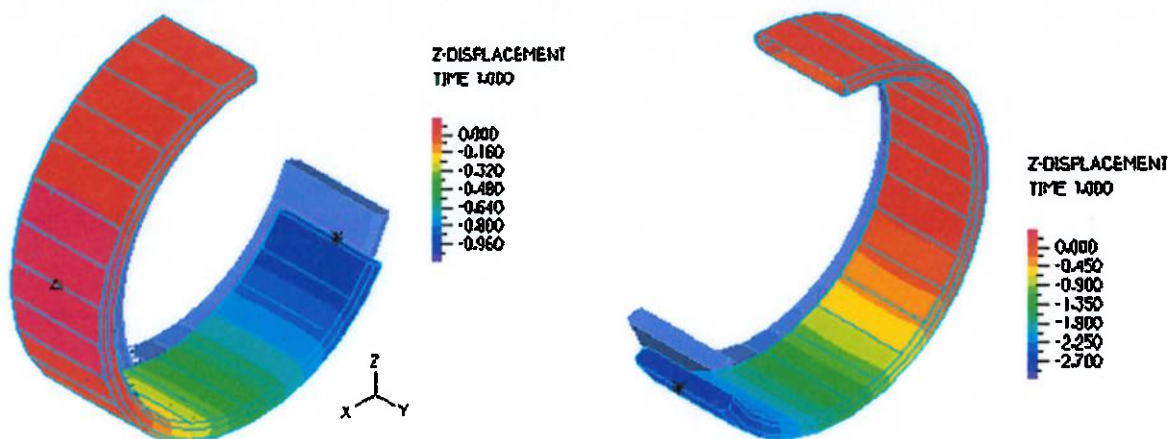 Z-DISPLACEMENT
TIME 1.000
0.000
-0.160
-0.320
-0.480
-0.640
-0.800
-0.960
Z
X
Y
Z-DISPLACEMENT
TIME 1.000
0.000
-0.450
-0.900
-1.350
-1.800
-2.250
-2.700